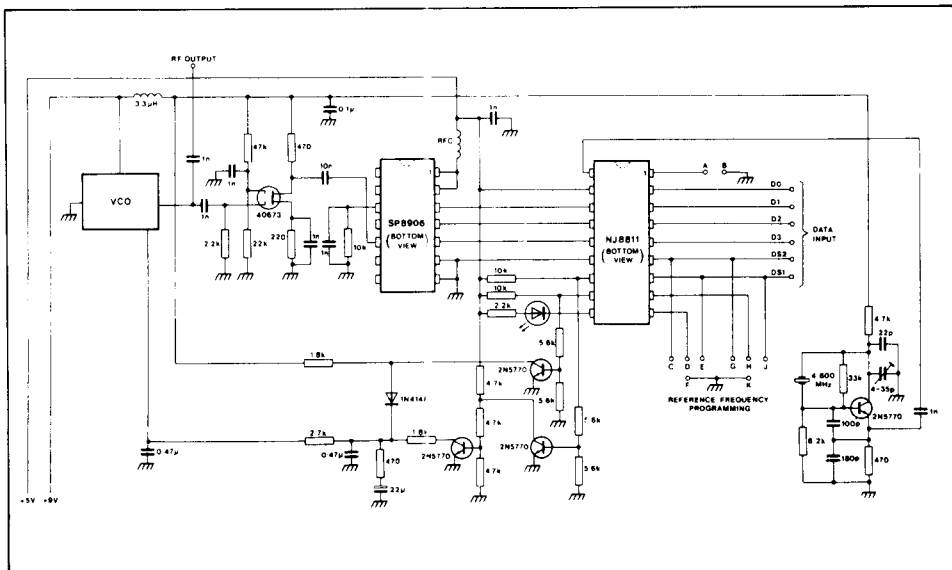 RF OUTPUT
3.3μH
0.1μ
1n
47k
470
RFC
1n
1n
10n
VCO
1n
40673
2.2k
22k
220
1n
1n
10k
1
SP8906
(BOTTOM VIEW)
1
NJ8811
(BOTTOM VIEW)
A B
D0
D1
D2
D3
DS2
DS1
DATA INPUT
10k
10k
2.2k
5.6k
5.6k
1.8k
2N5770
1N4147
4.7k
4.7k
4.7k
2.7k
1.8k
0.47μ
0.47μ
470
22μ
2N5770
2N5770
5.6k
5.6k
C D E G H J
F K
REFERENCE FREQUENCY PROGRAMMING
4.7k
22p
4-35p
4.600 MHz
33k
2N5770
100p
8.2k
180p
470
1n
+5V +9V